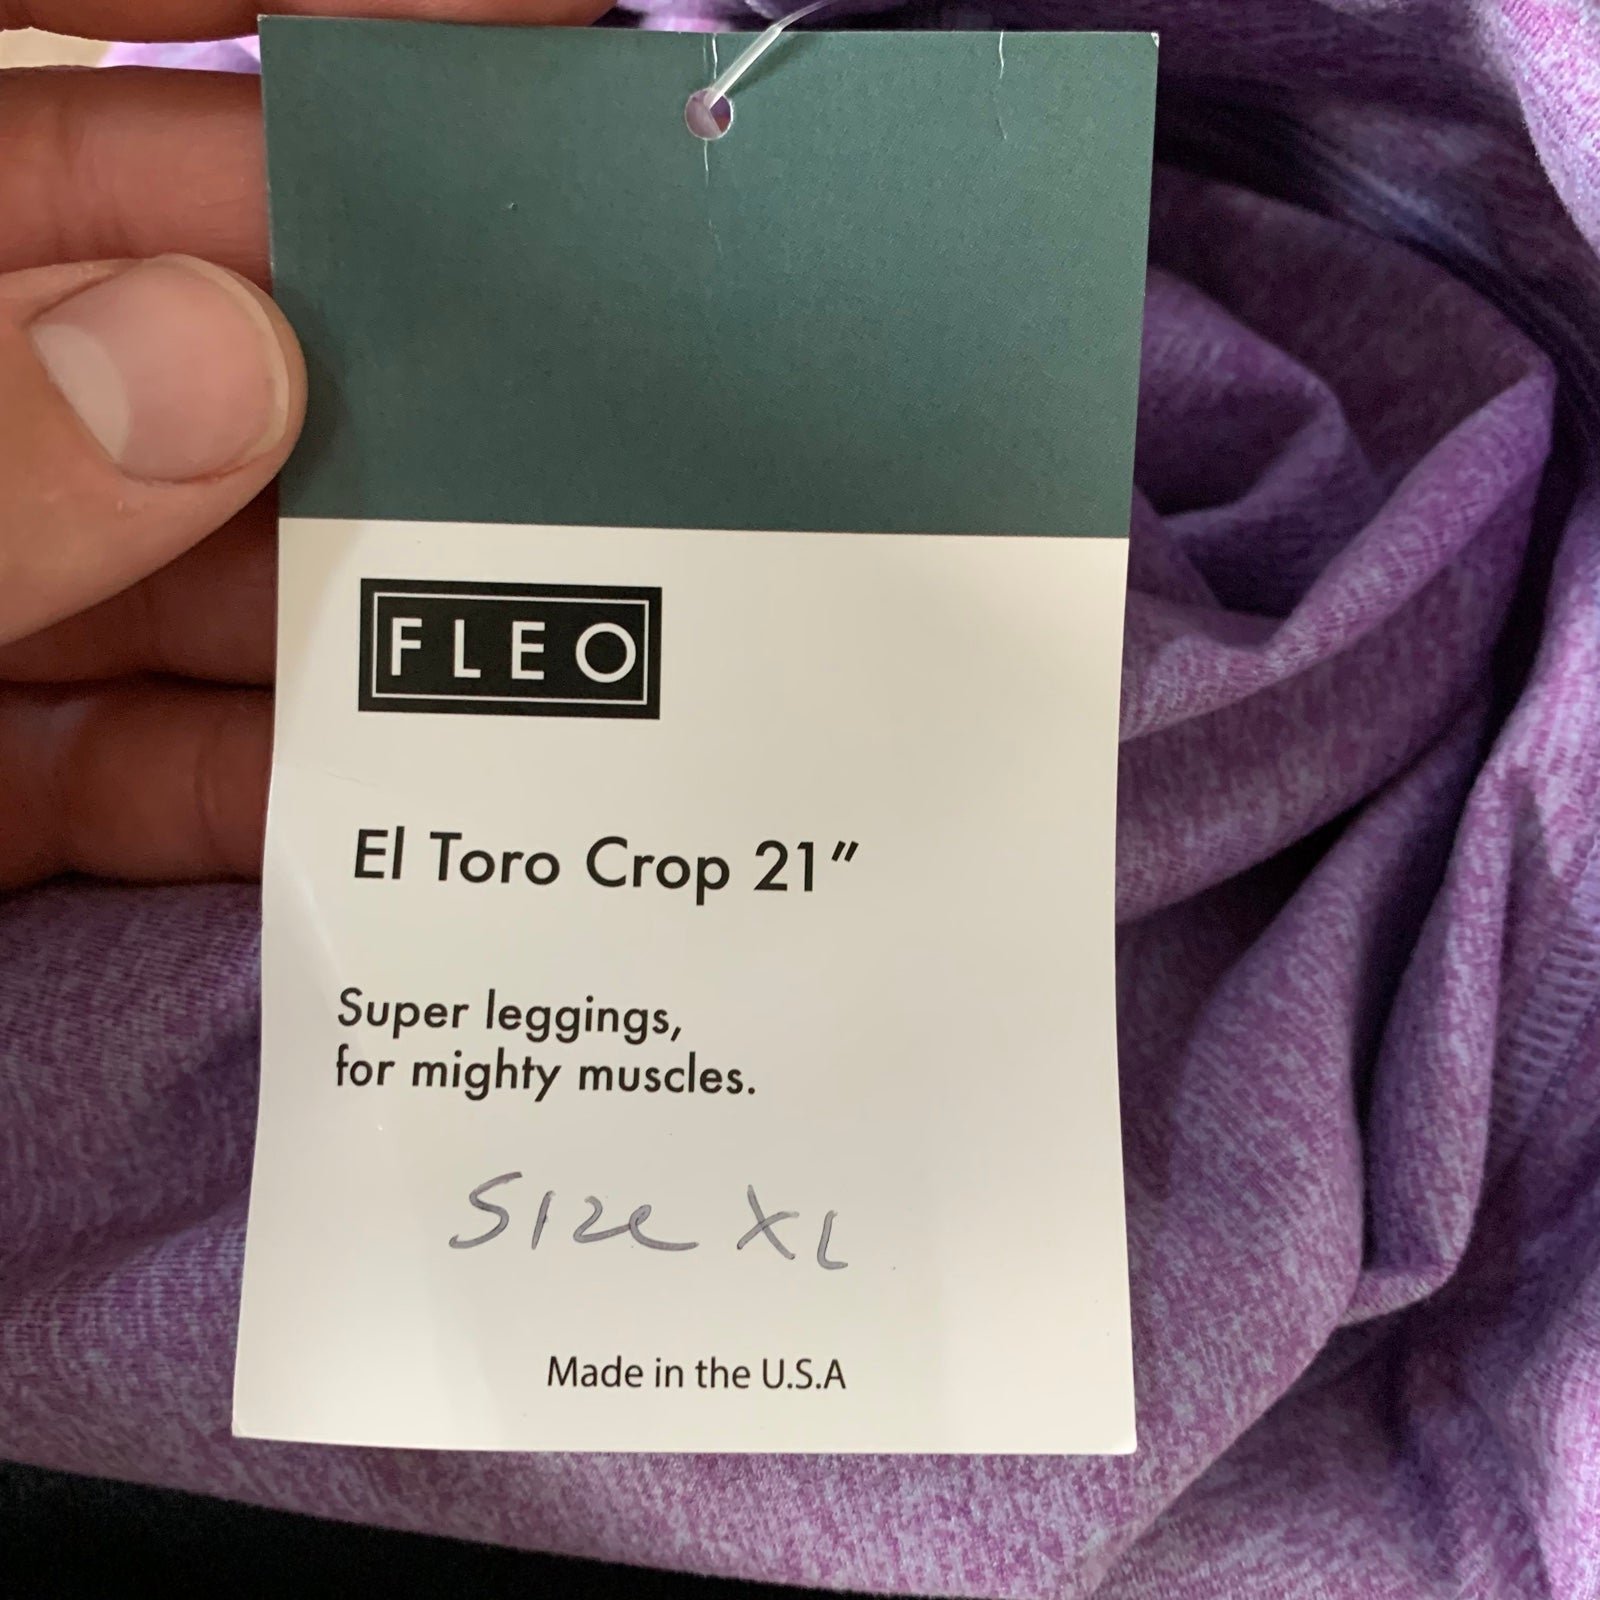 FLEO
El Toro Crop 21"
Super leggings,
for mighty muscles.
Size XL
Made in the U.S.A